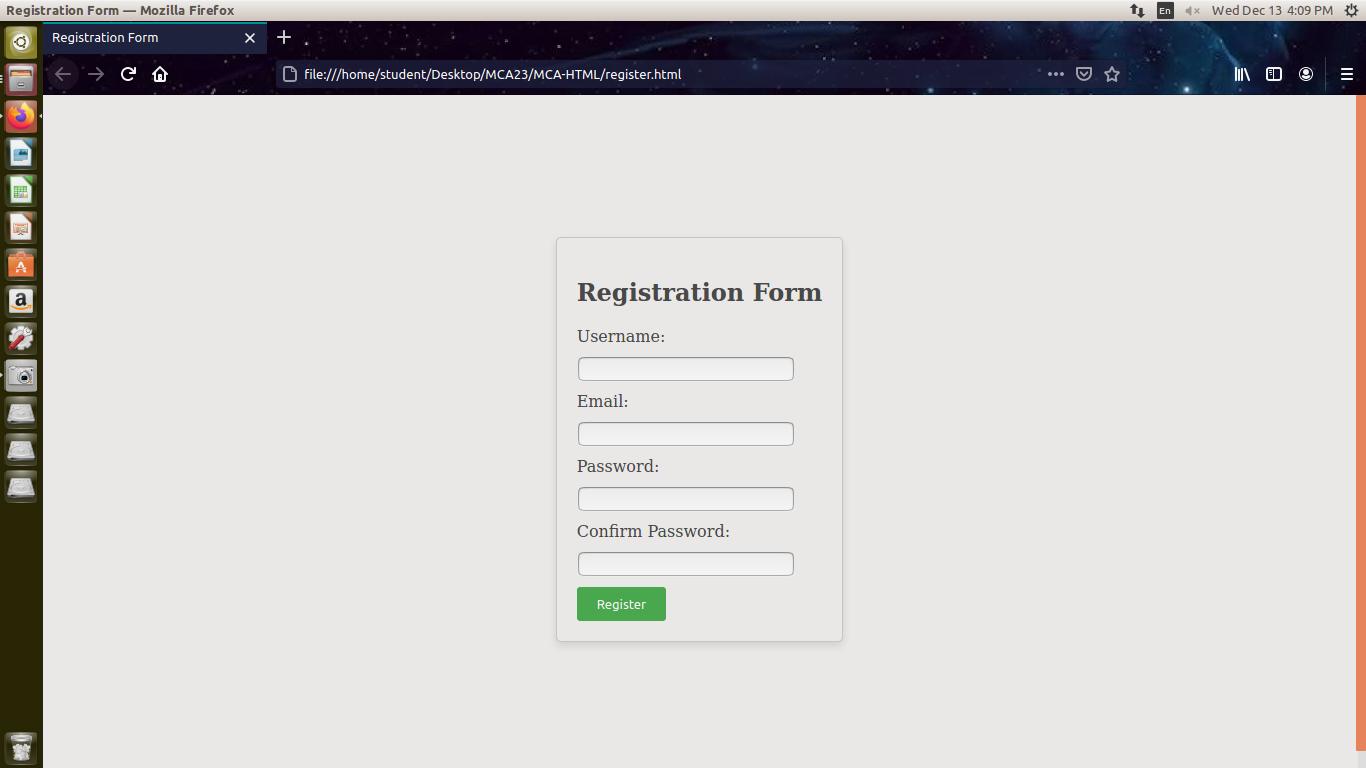 Registration Form — Mozilla Firefox
En
Wed Dec 13 4:09 PM
Registration Form
file:///home/student/Desktop/MCA23/MCA-HTML/register.html
Registration Form
Username:
Email:
Password:
Confirm Password:
Register